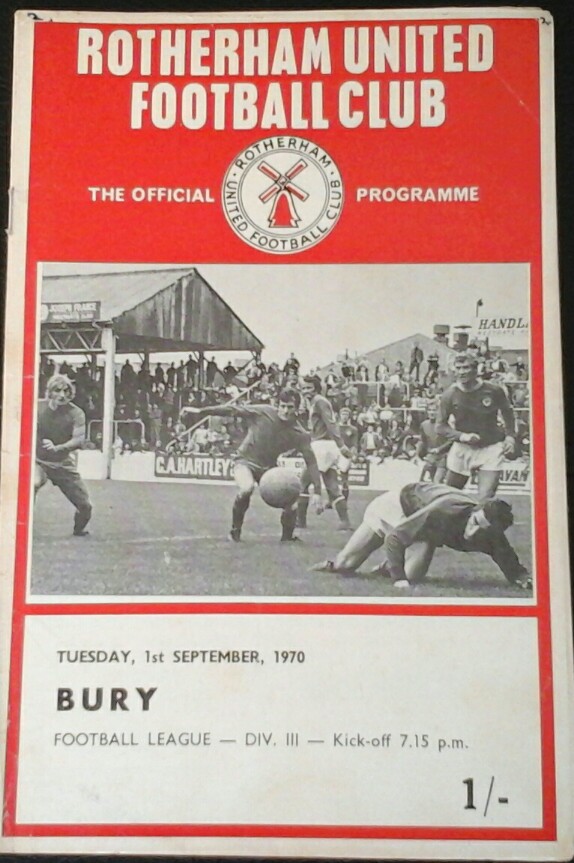 ROTHERHAM UNITED
FOOTBALL CLUB
THE OFFICIAL PROGRAMME
ROTHERHAM UNITED FOOTBALL CLUB
HANDL
C.A. HARTLEY
TUESDAY, 1st SEPTEMBER, 1970
BURY
FOOTBALL LEAGUE — DIV. III — Kick-off 7.15 p.m.
1/-